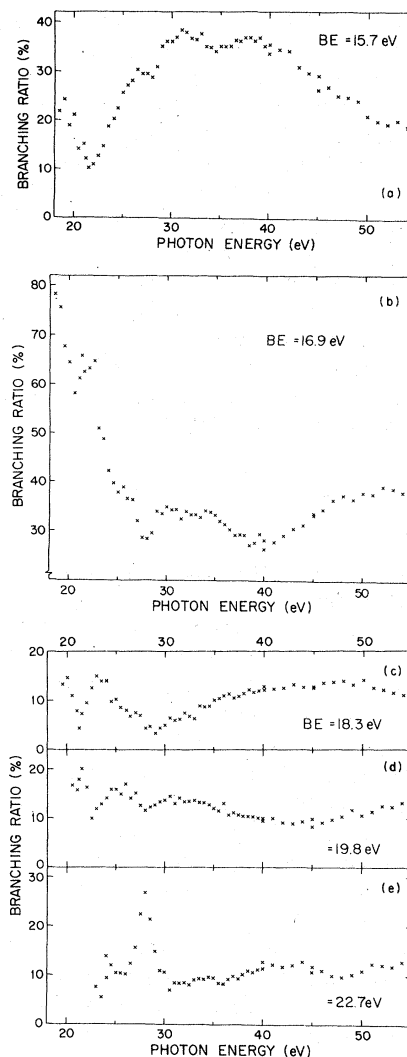 40
30
20
10
0
BRANCHING RATIO (%)
BE = 15.7 eV
(a)
20 30 40 50
PHOTON ENERGY (eV)
80
70
60
50
40
30
BRANCHING RATIO (%)
(b)
BE = 16.9 eV
20 30 40 50
PHOTON ENERGY (eV)
20 30 40 50
20
10
0
(c)
BE = 18.3 eV
20
10
0
(d)
= 19.8 eV
30
20
10
0
(e)
= 22.7 eV
BRANCHING RATIO (%)
20 30 40 50
PHOTON ENERGY (eV)